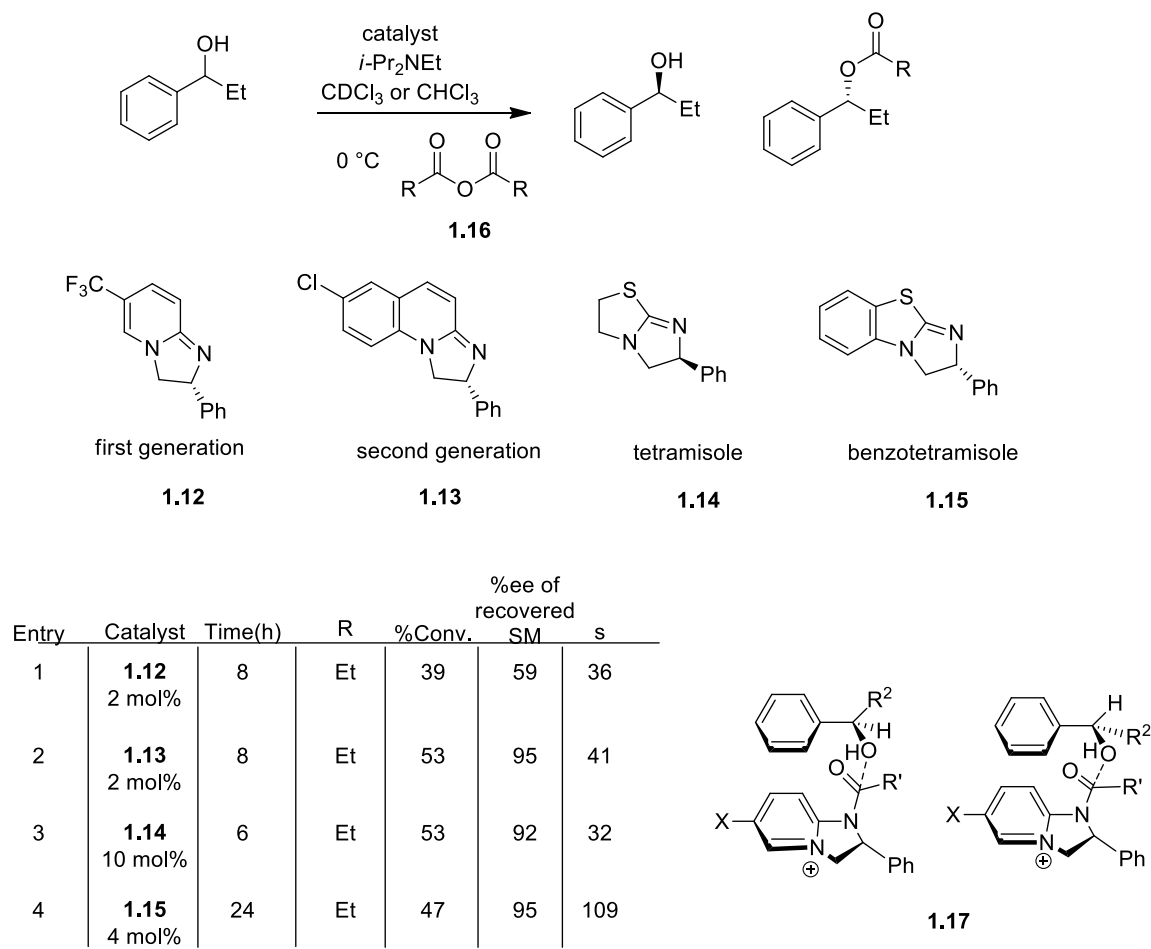 OH
Et
catalyst
i-Pr₂NEt
CDCl₃ or CHCl₃
0 °C
O O
R O R
1.16
OH
Et
O
O R
Et
F₃C
N N
Ph
first generation
1.12
Cl
N N
Ph
second generation
1.13
S
N N
Ph
tetramisole
1.14
S
N N
Ph
benzotetramisole
1.15
%ee of
recovered
Entry Catalyst Time(h) R %Conv. SM s
1 1.12 8 Et 39 59 36
2 mol%
2 1.13 8 Et 53 95 41
2 mol%
3 1.14 6 Et 53 92 32
10 mol%
4 1.15 24 Et 47 95 109
4 mol%
R²
H
H O
O R'
X N
N
⊕ Ph
H
R²
H O
O R'
X N
N
⊕ Ph
1.17